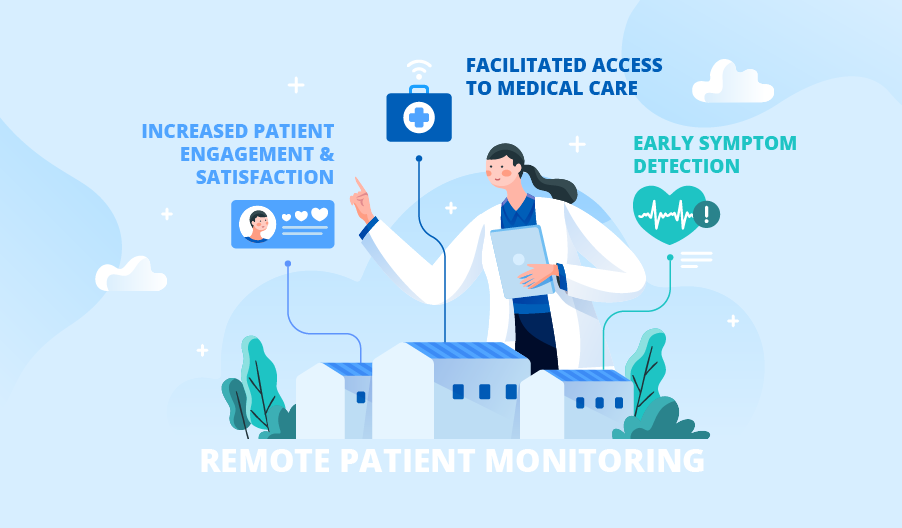 FACILITATED ACCESS
TO MEDICAL CARE
INCREASED PATIENT
ENGAGEMENT &
SATISFACTION
EARLY SYMPTOM
DETECTION
REMOTE PATIENT MONITORING